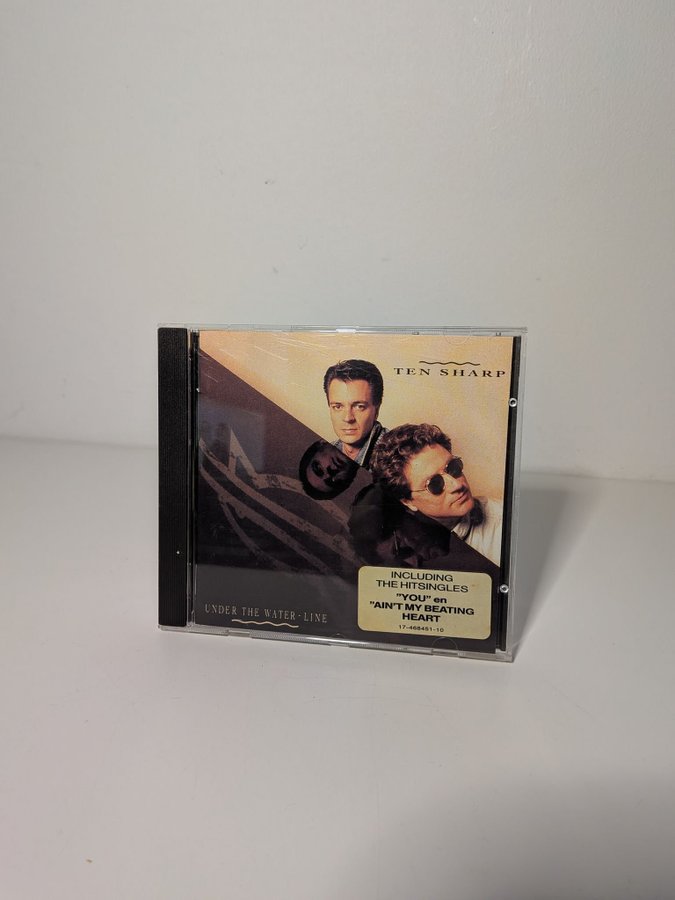 TEN SHARP
UNDER THE WATER-LINE
INCLUDING
THE HITSINGLES
"YOU" en
"AIN'T MY BEATING
HEART
17-468451-10